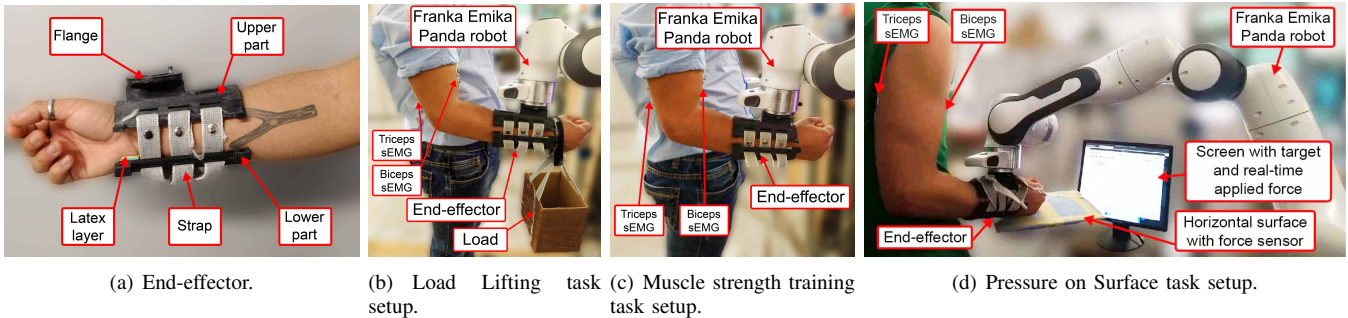 Flange
Upper
part
Latex
layer
Strap
Lower
part
(a) End-effector.
Franka Emika
Panda robot
Triceps
sEMG
Biceps
sEMG
End-effector
Load
(b) Load Lifting task
setup.
Franka Emika
Panda robot
Triceps
sEMG
Biceps
sEMG
End-effector
(c) Muscle strength training
task setup.
Triceps
sEMG
Biceps
sEMG
Franka Emika
Panda robot
Screen with target
and real-time
applied force
End-effector
Horizontal surface
with force sensor
(d) Pressure on Surface task setup.